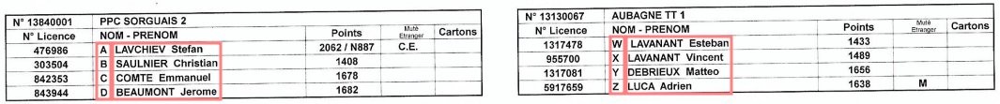 N° 13840001 PPC SORGUAIS 2
N° Licence NOM - PRENOM Points Muté Etranger Cartons
476986 A LAVCHIEV Stefan 2062 / N887 C.E.
303504 B SAULNIER Christian 1408
842353 C COMTE Emmanuel 1678
843944 D BEAUMONT Jerome 1682
N° 13130067 AUBAGNE TT 1
N° Licence NOM - PRENOM Points Muté Etranger Cartons
1317478 W LAVANANT Esteban 1433
955700 X LAVANANT Vincent 1489
1317081 Y DEBRIEUX Matteo 1656
5917659 Z LUCA Adrien 1638 M